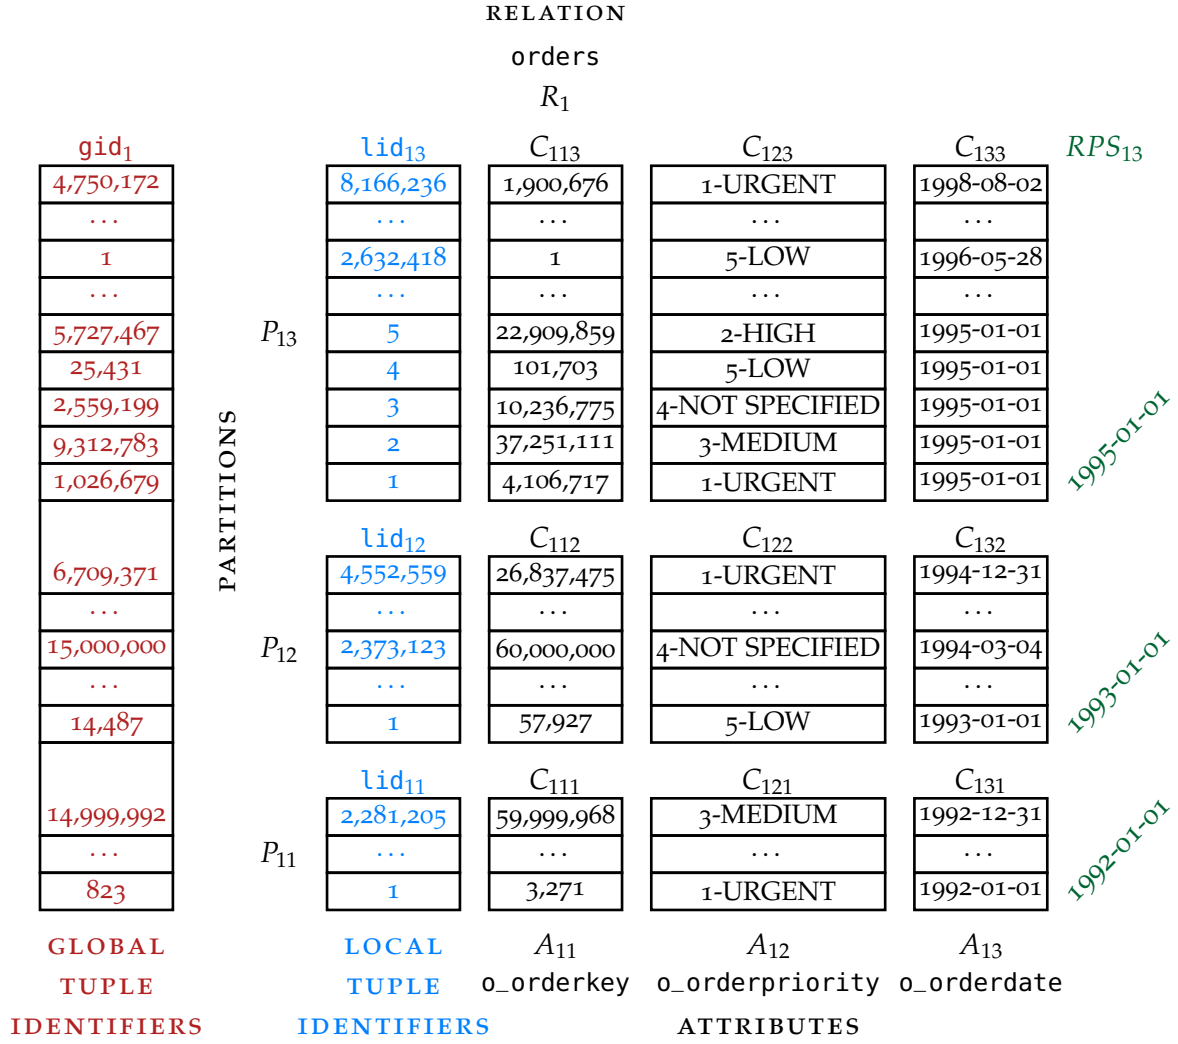 RELATION
orders
R1
gid1 lid13 C113 C123 C133 RPS13
4,750,172 8,166,236 1,900,676 1-URGENT 1998-08-02
... ... ... ... ...
1 2,632,418 1 5-LOW 1996-05-28
... ... ... ... ...
5,727,467 P13 5 22,909,859 2-HIGH 1995-01-01
25,431 4 101,703 5-LOW 1995-01-01
2,559,199 3 10,236,775 4-NOT SPECIFIED 1995-01-01
9,312,783 2 37,251,111 3-MEDIUM 1995-01-01
1,026,679 1 4,106,717 1-URGENT 1995-01-01
1995-01-01
PARTITIONS
lid12 C112 C122 C132
6,709,371 4,552,559 26,837,475 1-URGENT 1994-12-31
... ... ... ... ...
15,000,000 P12 2,373,123 60,000,000 4-NOT SPECIFIED 1994-03-04
... ... ... ... ...
14,487 1 57,927 5-LOW 1993-01-01
1993-01-01
lid11 C111 C121 C131
14,999,992 2,281,205 59,999,968 3-MEDIUM 1992-12-31
... P11 ... ... ... ...
823 1 3,271 1-URGENT 1992-01-01
1992-01-01
GLOBAL LOCAL A11 A12 A13
TUPLE TUPLE o_orderkey o_orderpriority o_orderdate
IDENTIFIERS IDENTIFIERS ATTRIBUTES